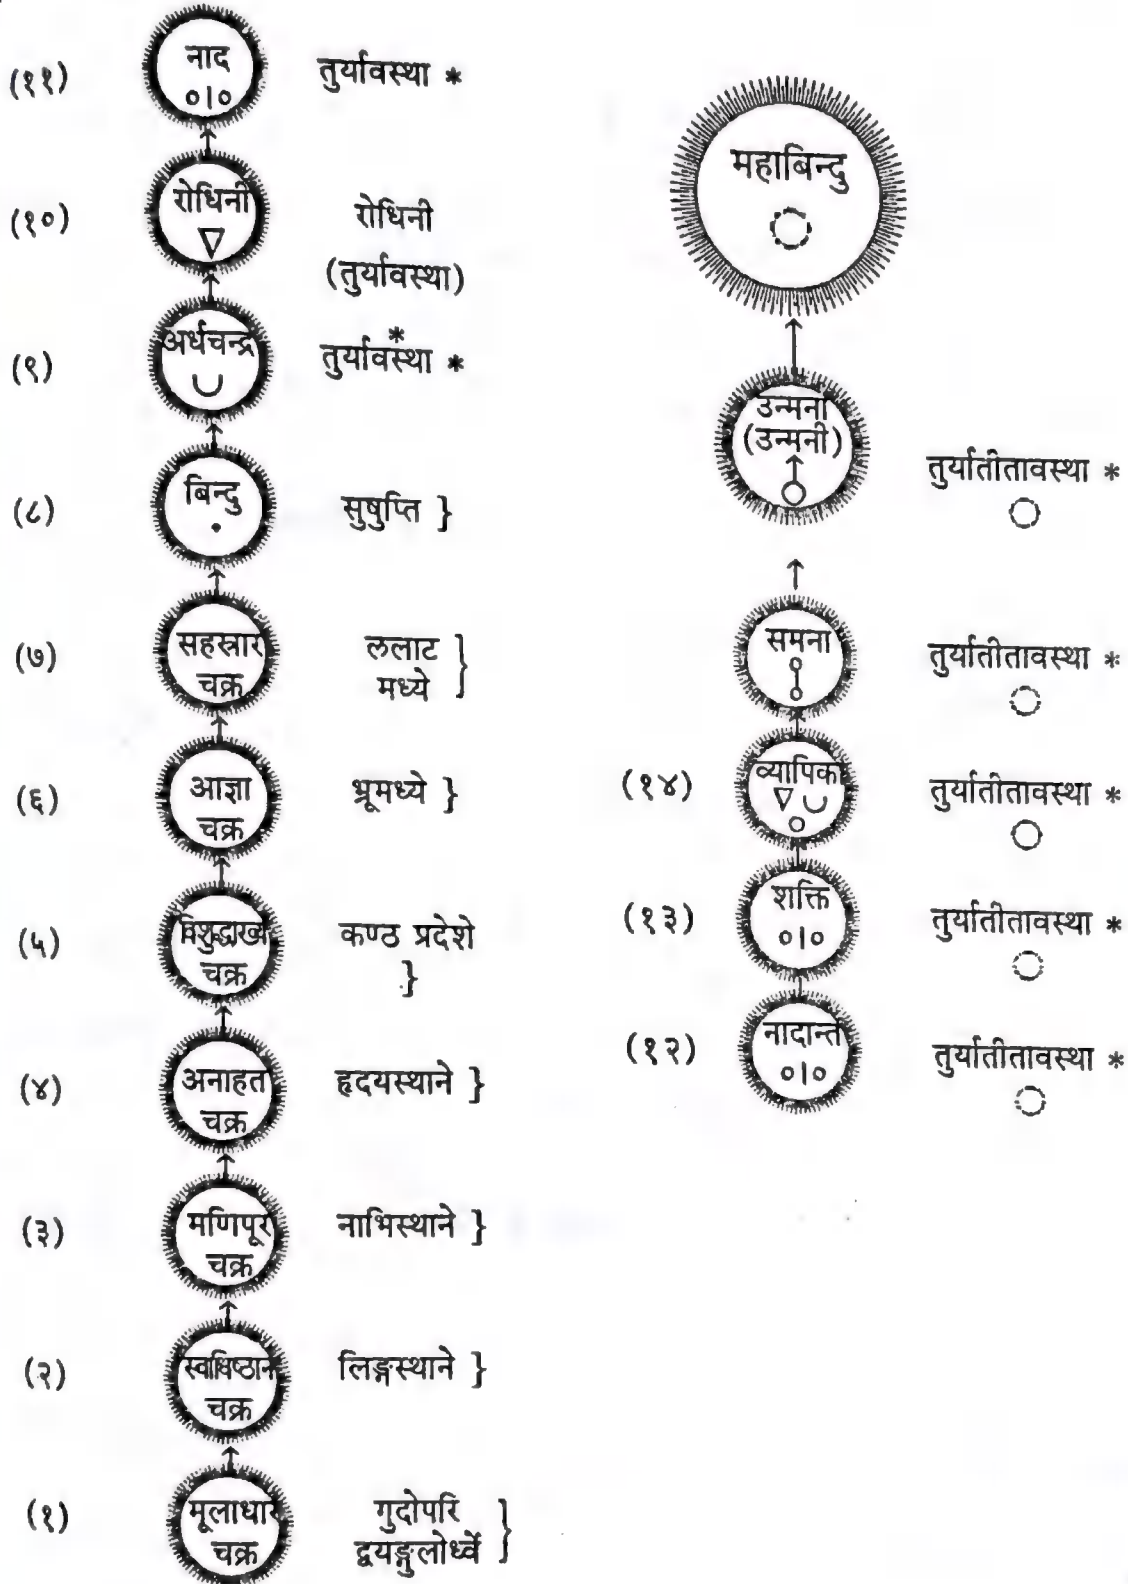 (११) नाद तुर्यावस्था *
०|०
(१०) रोधिनी रोधिनी
▽ (तुर्यावस्था)
(९) अर्धचन्द्र तुर्यावस्था * *
(८) बिन्दु सुषुप्ति }
(७) सहस्रार ललाट }
चक्र मध्ये
(६) आज्ञा भ्रूमध्ये }
चक्र
(५) विशुद्धाख्य कण्ठ प्रदेशे
चक्र }
(४) अनाहत हृदयस्थाने }
चक्र
(३) मणिपूर नाभिस्थाने }
चक्र
(२) स्वाधिष्ठान लिङ्गस्थाने }
चक्र
(१) मूलाधार गुदोपरि }
चक्र द्वयङ्गुलोर्ध्वे
महाबिन्दु
उन्मना
(उन्मनी) तुर्यातीतावस्था *
समना तुर्यातीतावस्था *
(१४) व्यापिका तुर्यातीतावस्था *
(१३) शक्ति तुर्यातीतावस्था *
०|०
(१२) नादान्त तुर्यातीतावस्था *
०|०